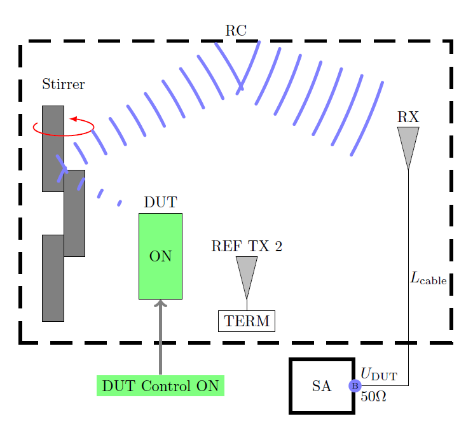 RC
Stirrer
RX
DUT
ON
REF TX 2
TERM
L_cable
DUT Control ON
SA
B
U_DUT
50Ω